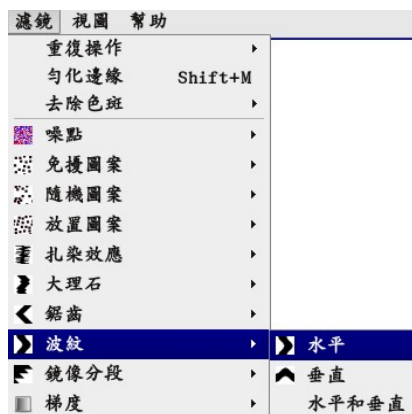 濾鏡 視圖 幫助
重復操作
勻化邊緣 Shift+M
去除色斑
噪點
免擾圖案
隨機圖案
放置圖案
扎染效應
大理石
鋸齒
波紋 水平
鏡像分段 垂直
梯度 水平和垂直